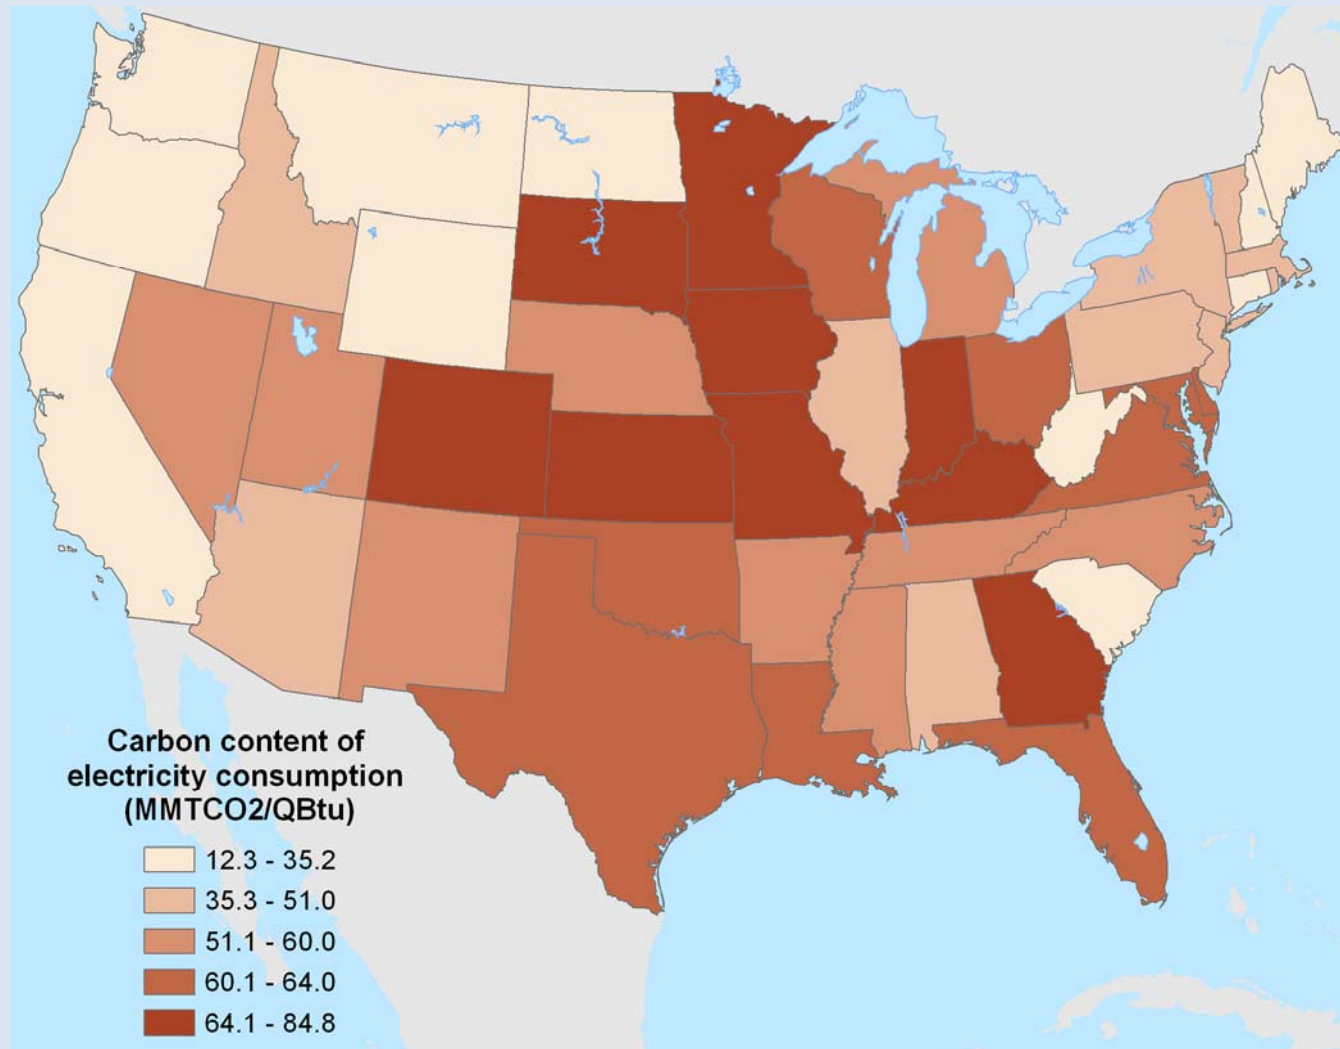 Carbon content of
electricity consumption
(MMTCO2/QBtu)
12.3 - 35.2
35.3 - 51.0
51.1 - 60.0
60.1 - 64.0
64.1 - 84.8